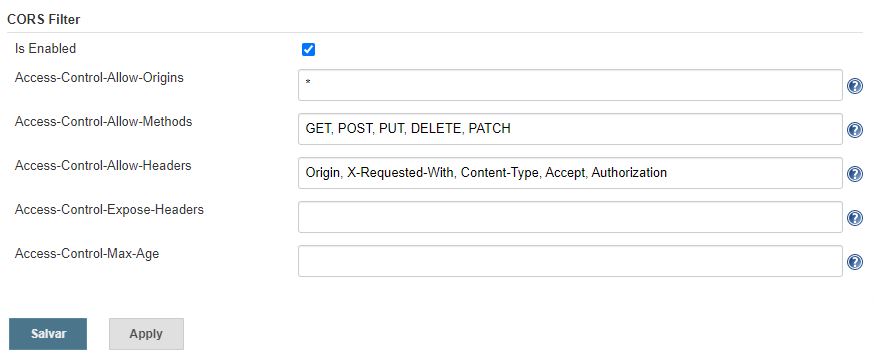 CORS Filter
Is Enabled
Access-Control-Allow-Origins
*
Access-Control-Allow-Methods
GET, POST, PUT, DELETE, PATCH
Access-Control-Allow-Headers
Origin, X-Requested-With, Content-Type, Accept, Authorization
Access-Control-Expose-Headers
Access-Control-Max-Age
Salvar
Apply